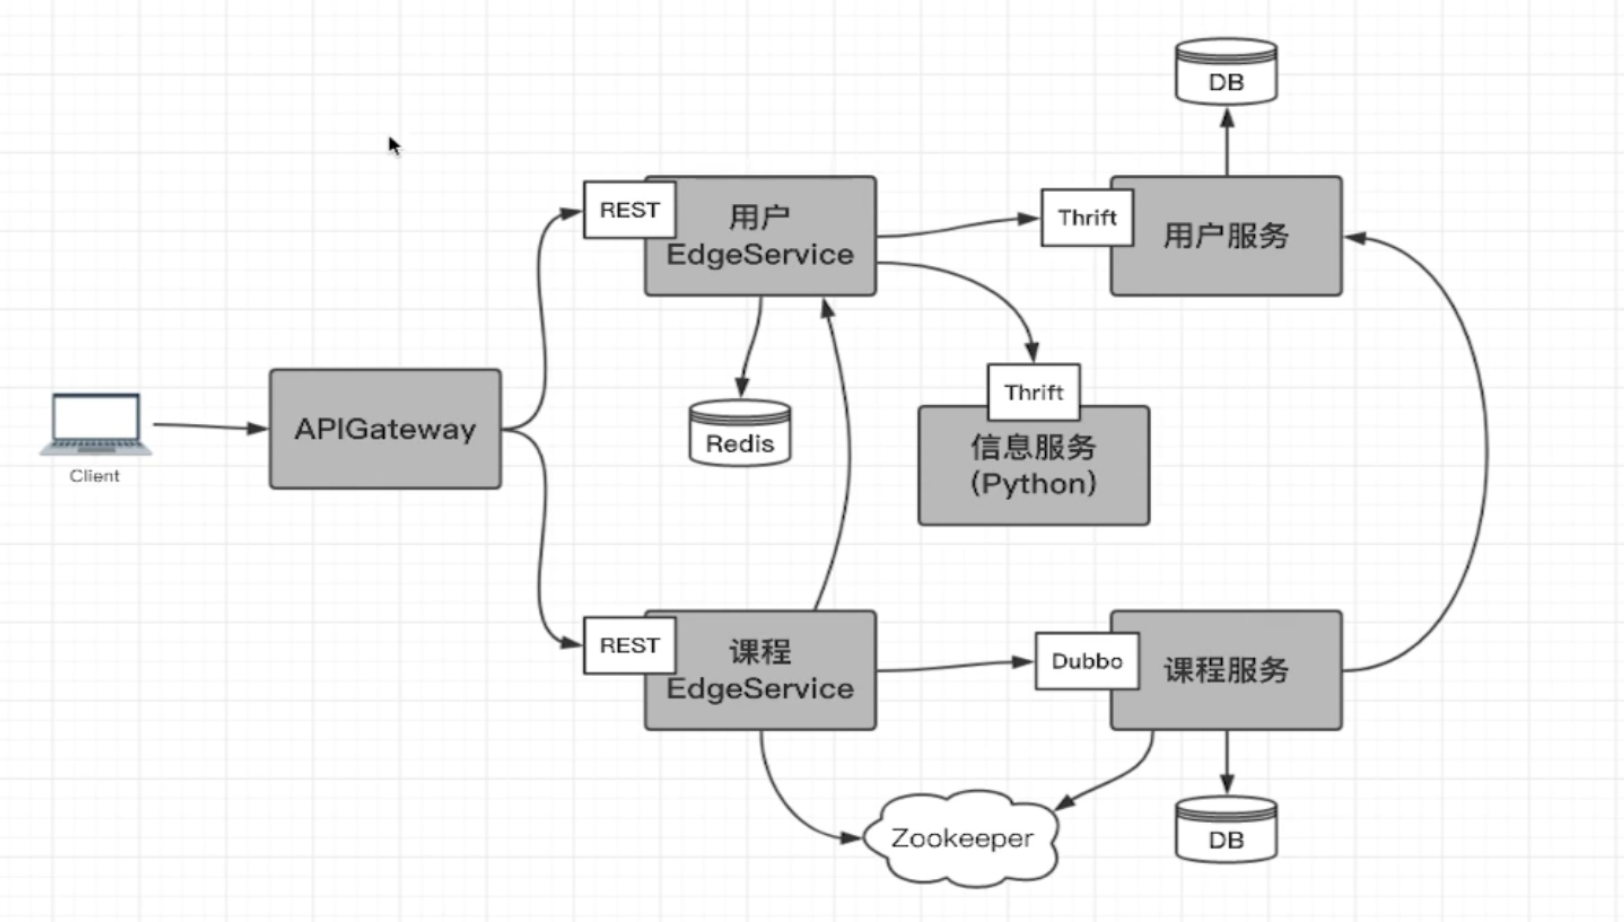 DB
REST
用户
EdgeService
Thrift
用户服务
Client
APIGateway
Redis
Thrift
信息服务
(Python)
REST
课程
EdgeService
Dubbo
课程服务
Zookeeper
DB